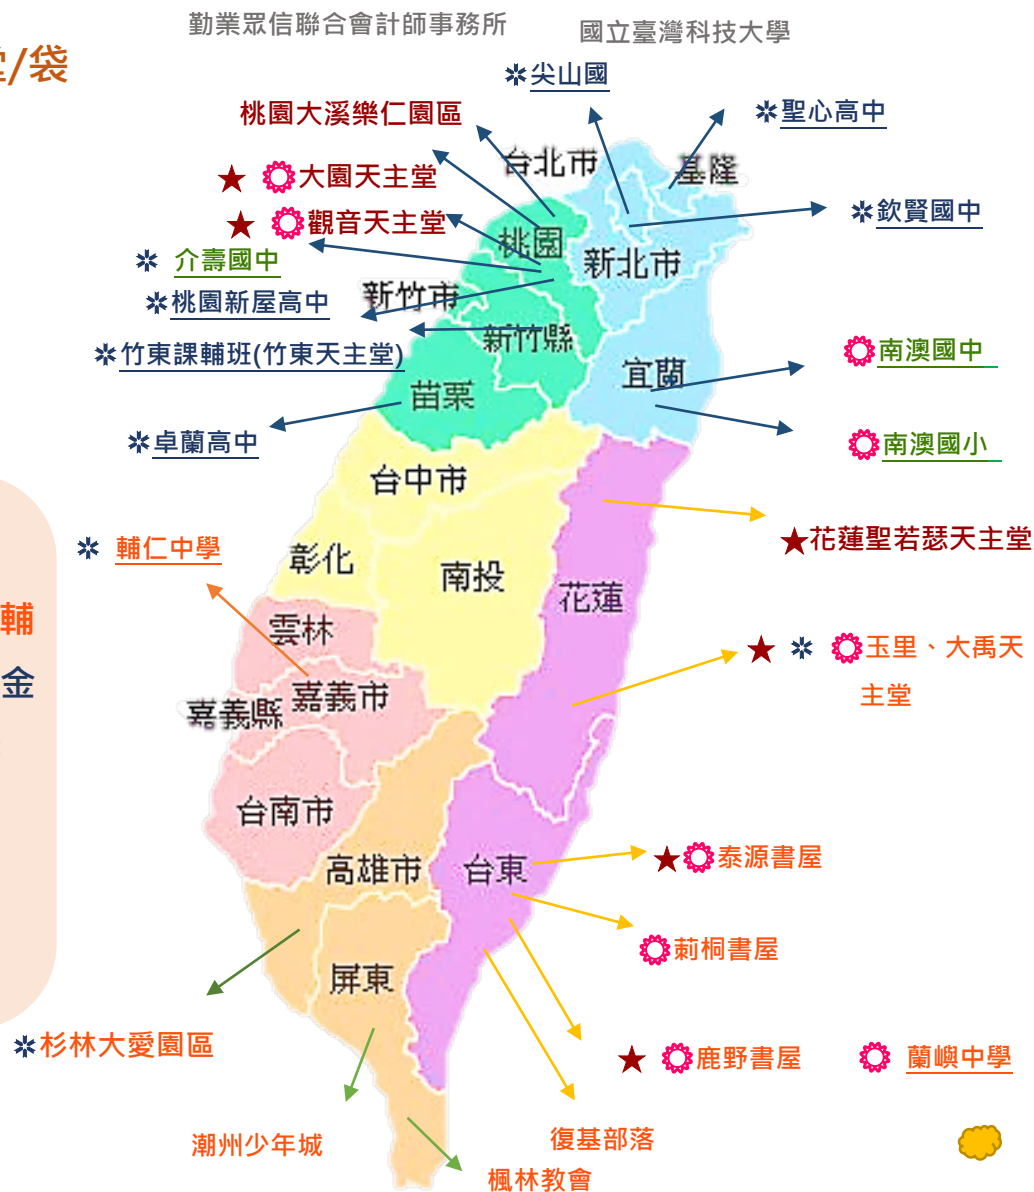 勤業眾信聯合會計師事務所
國立臺灣科技大學
/袋
尖山國
桃園大溪樂仁園區
聖心高中
台北市
基隆
大園天主堂
觀音天主堂
欽賢國中
桃園
介壽國中
新北市
桃園新屋高中
新竹市
新竹縣
竹東課輔班(竹東天主堂)
南澳國中
宜蘭
苗栗
卓蘭高中
南澳國小
台中市
花蓮聖若瑟天主堂
輔仁中學
彰化
南投
花蓮
輔
雲林
玉里、大禹天
主堂
金
嘉義市
嘉義縣
台南市
高雄市
台東
泰源書屋
莿桐書屋
屏東
杉林大愛園區
鹿野書屋
蘭嶼中學
潮州少年城
復基部落
楓林教會